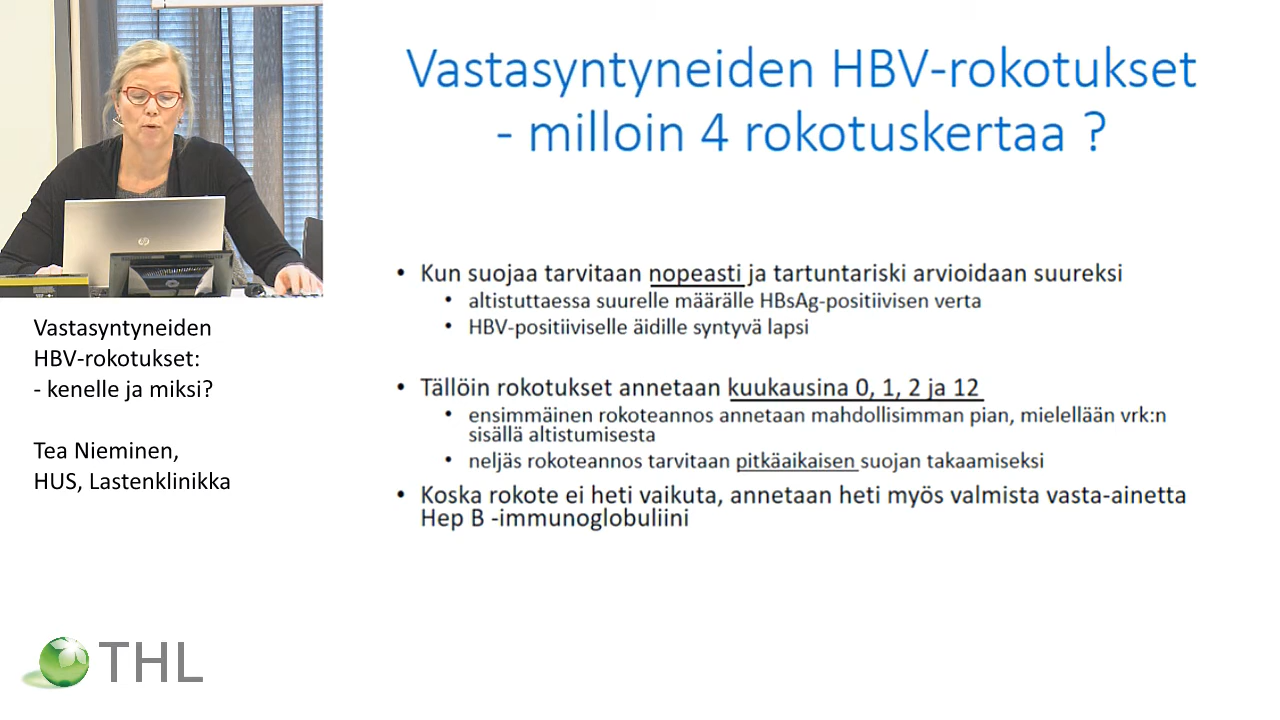 Vastasyntyneiden HBV-rokotukset
- milloin 4 rokotuskertaa ?
• Kun suojaa tarvitaan nopeasti ja tartuntariski arvioidaan suureksi
• altistuttaessa suurelle määrälle HBsAg-positiivisen verta
• HBV-positiiviselle äidille syntyvä lapsi
• Tällöin rokotukset annetaan kuukausina 0, 1, 2 ja 12
• ensimmäinen rokoteannos annetaan mahdollisimman pian, mielellään vrk:n
sisällä altistumisesta
• neljäs rokoteannos tarvitaan pitkäaikaisen suojan takaamiseksi
• Koska rokote ei heti vaikuta, annetaan heti myös valmista vasta-ainetta
Hep B -immunoglobuliini
hp
Vastasyntyneiden
HBV-rokotukset:
- kenelle ja miksi?
Tea Nieminen,
HUS, Lastenklinikka
THL